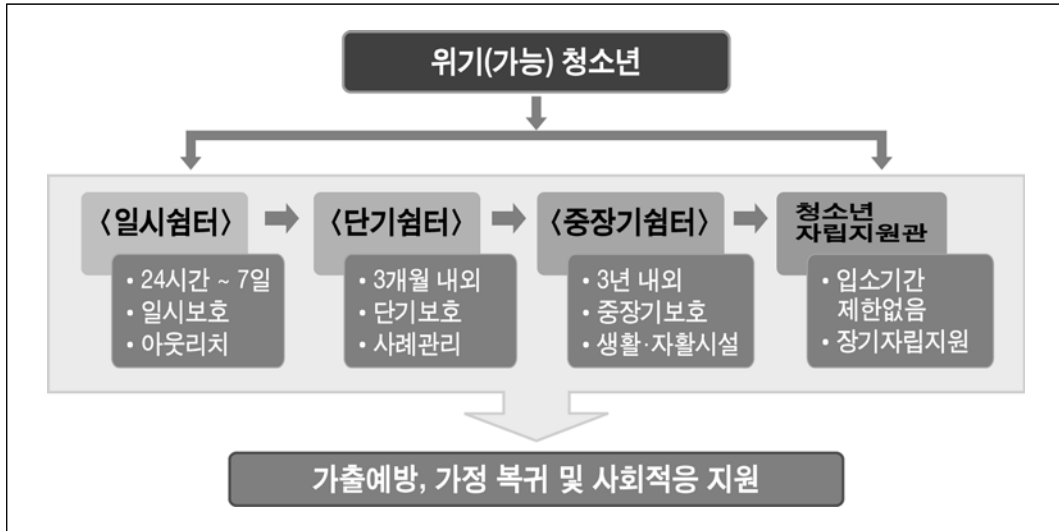 위기(가능) 청소년
〈일시쉼터〉
• 24시간 ~ 7일
• 일시보호
• 아웃리치
〈단기쉼터〉
• 3개월 내외
• 단기보호
• 사례관리
〈중장기쉼터〉
• 3년 내외
• 중장기보호
• 생활·자활시설
청소년
자립지원관
• 입소기간
제한없음
• 장기자립지원
가출예방, 가정 복귀 및 사회적응 지원